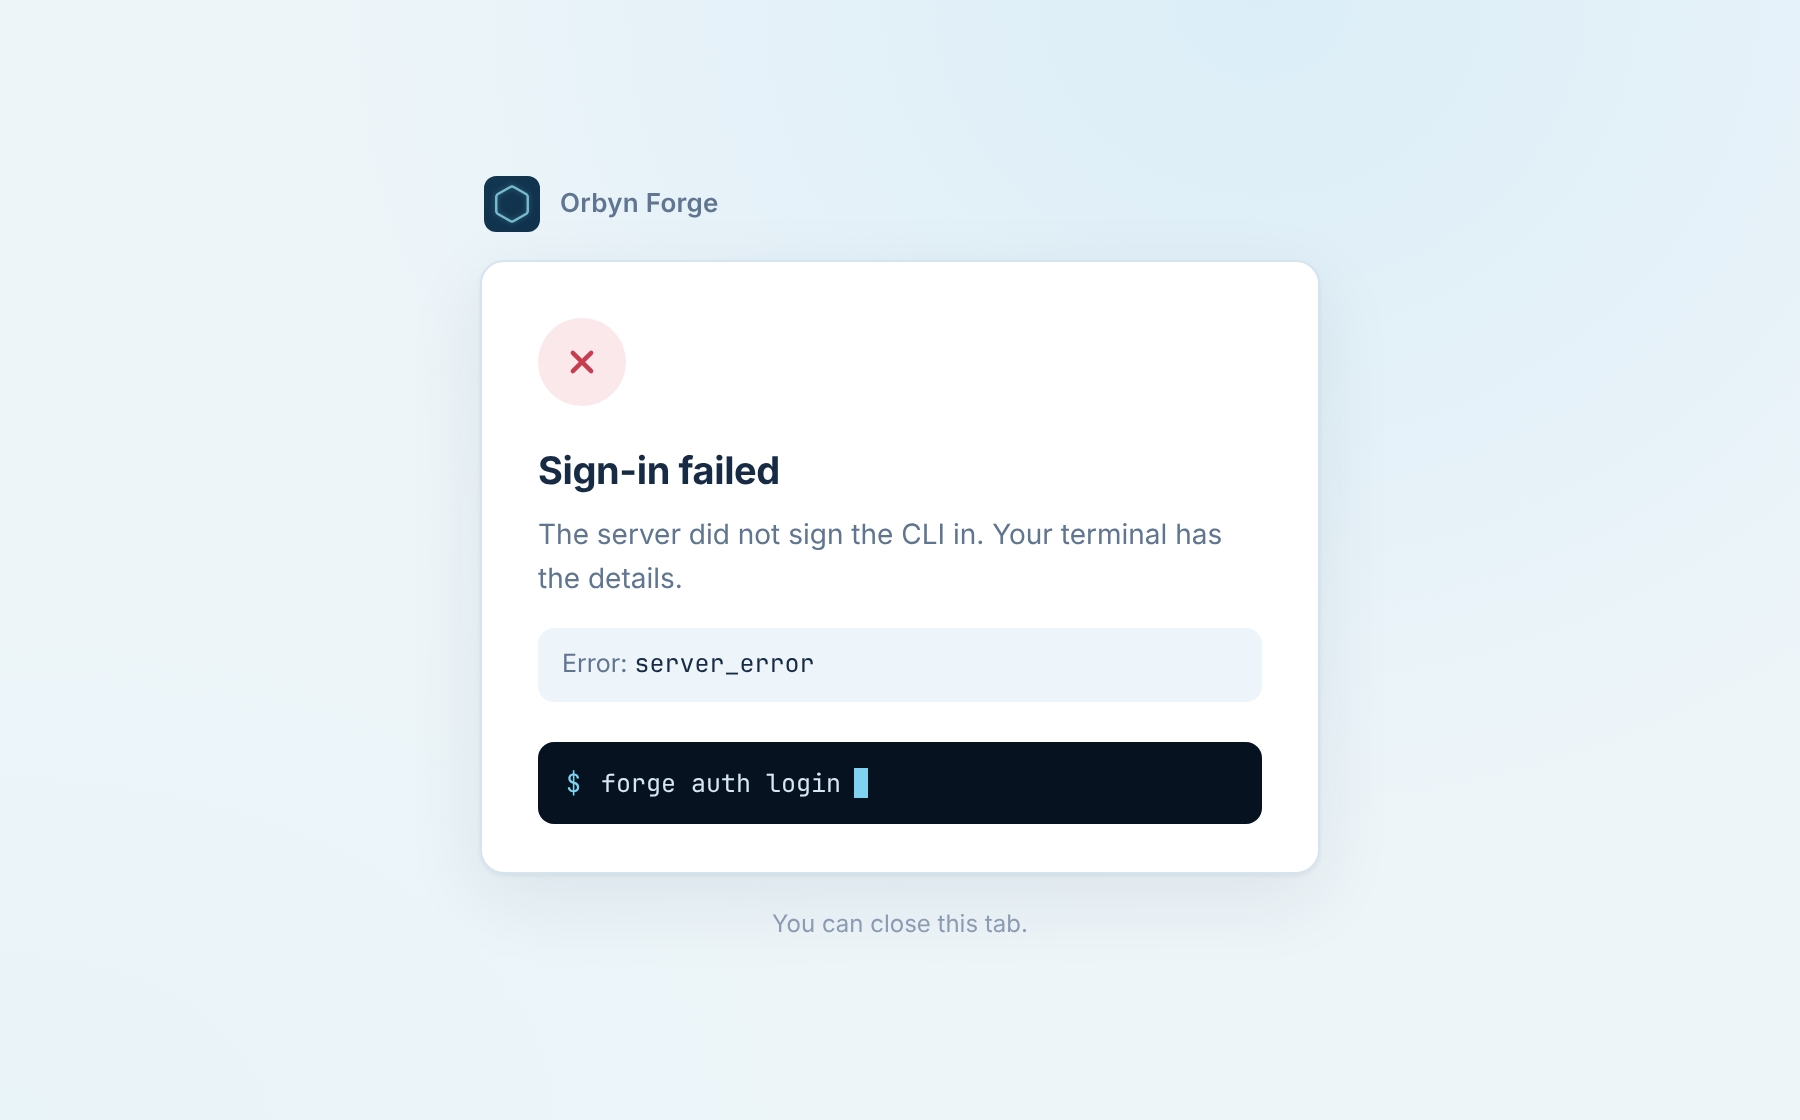 Orbyn Forge
Sign-in failed
The server did not sign the CLI in. Your terminal has
the details.
Error: server_error
$ forge auth login
You can close this tab.